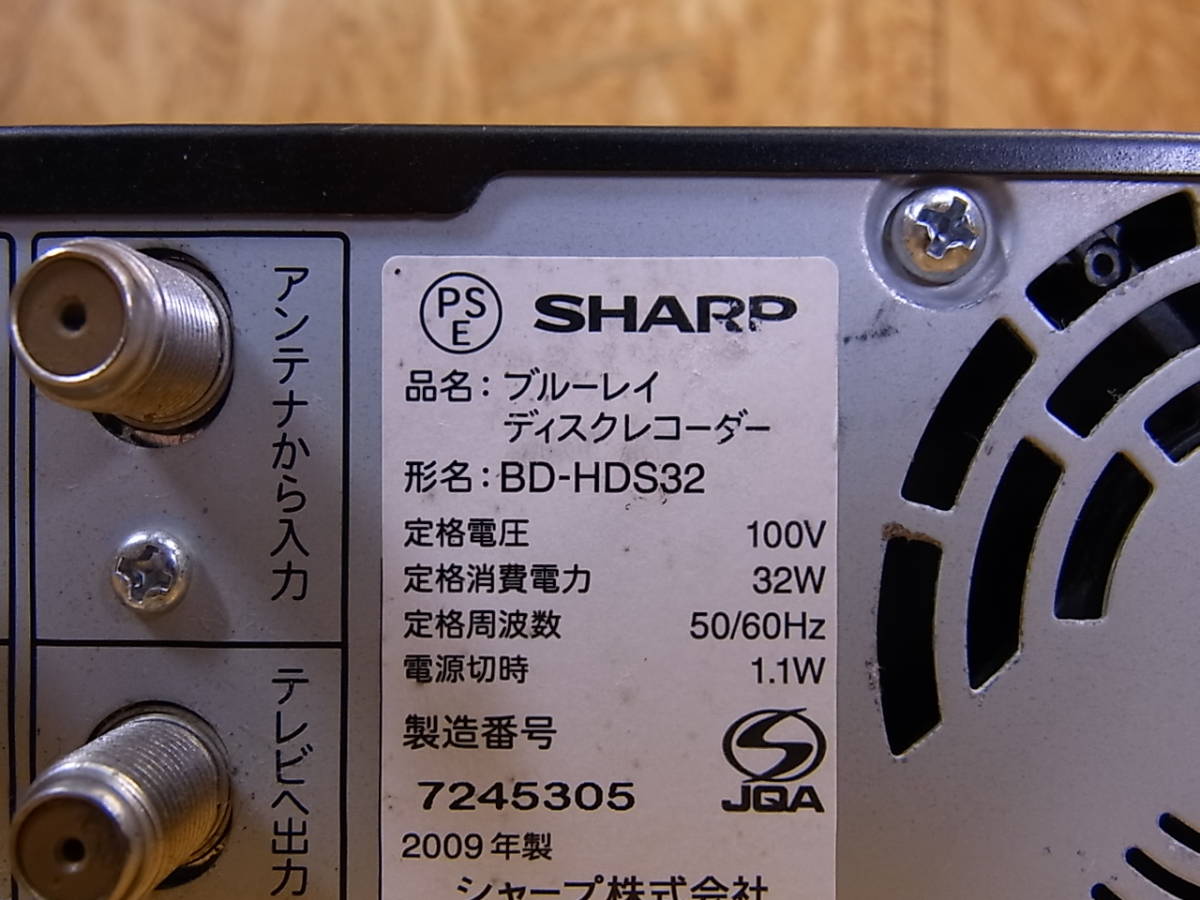 アンテナから入力
テレビへ出力
PS
E
SHARP
品名：ブルーレイ
ディスクレコーダー
形名：BD-HDS32
定格電圧 100V
定格消費電力 32W
定格周波数 50/60Hz
電源切時 1.1W
製造番号
7245305
JQA
2009年製
シャープ株式会社